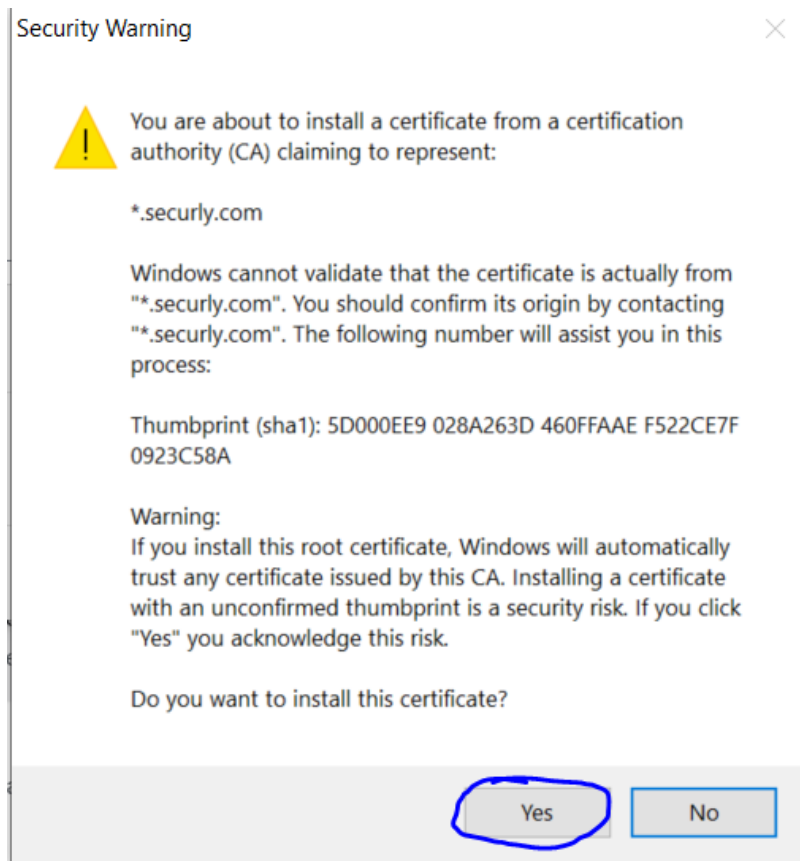 Security Warning
You are about to install a certificate from a certification
authority (CA) claiming to represent:
*.securly.com
Windows cannot validate that the certificate is actually from
"*.securly.com". You should confirm its origin by contacting
"*.securly.com". The following number will assist you in this
process:
Thumbprint (sha1): 5D000EE9 028A263D 460FFAAE F522CE7F
0923C58A
Warning:
If you install this root certificate, Windows will automatically
trust any certificate issued by this CA. Installing a certificate
with an unconfirmed thumbprint is a security risk. If you click
"Yes" you acknowledge this risk.
Do you want to install this certificate?
Yes
No